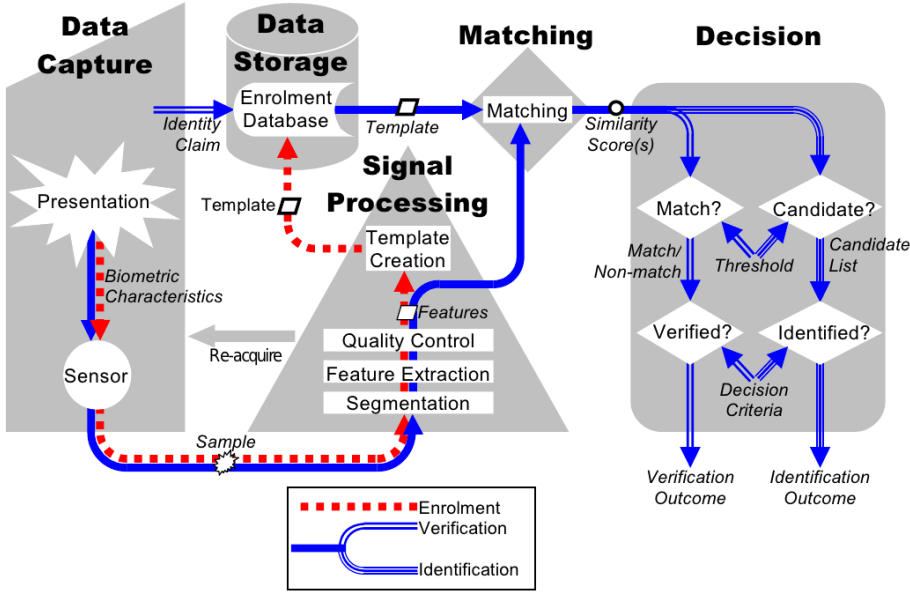 Data
Capture
Data
Storage
Matching
Decision
Enrolment
Database
Identity
Claim
Template
Matching
Similarity
Score(s)
Signal
Processing
Presentation
Template
Template
Creation
Match?
Candidate?
Match/
Non-match
Threshold
Candidate
List
Biometric
Characteristics
Features
Re-acquire
Quality Control
Feature Extraction
Segmentation
Sensor
Verified?
Identified?
Decision
Criteria
Sample
Verification
Outcome
Identification
Outcome
Enrolment
Verification
Identification